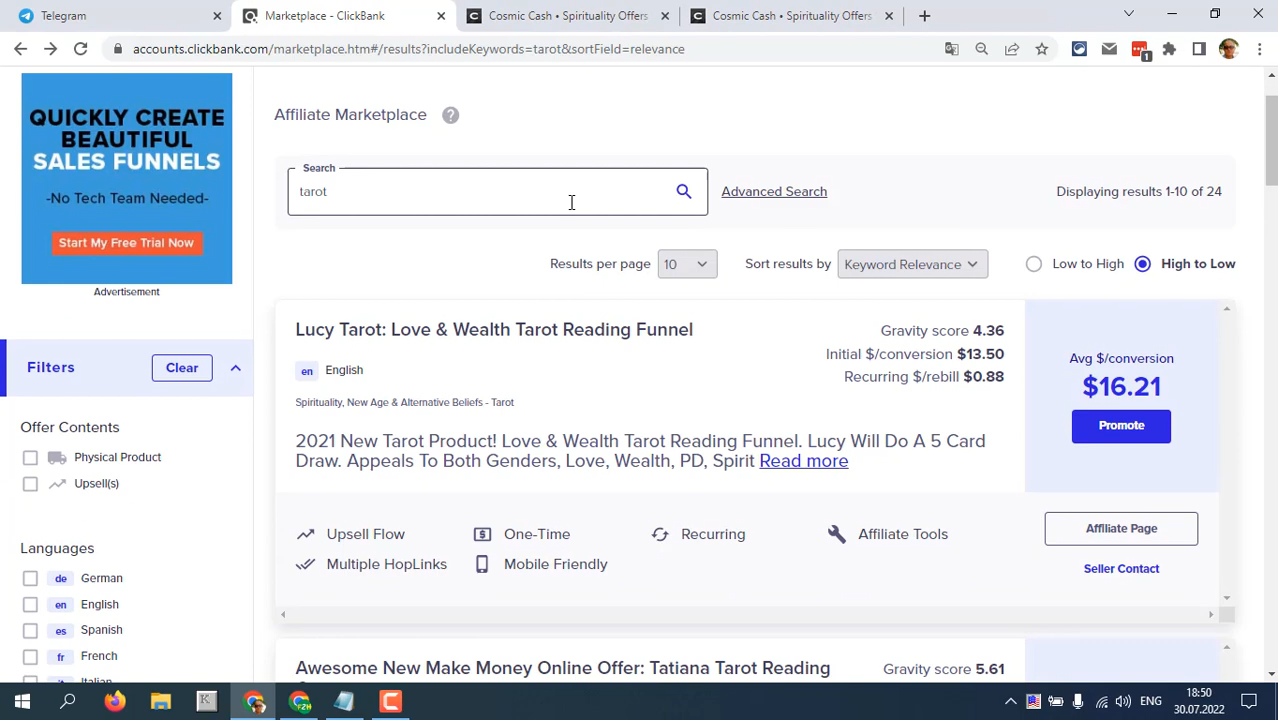 Telegram
Marketplace - ClickBank
Cosmic Cash • Spirituality Offers
Cosmic Cash • Spirituality Offers
accounts.clickbank.com/marketplace.htm#/results?includeKeywords=tarot&sortField=relevance
1
QUICKLY CREATE
BEAUTIFUL
SALES FUNNELS
-No Tech Team Needed-
Start My Free Trial Now
Advertisement
Affiliate Marketplace ?
Search
tarot
Advanced Search
Displaying results 1-10 of 24
Results per page 10
Sort results by Keyword Relevance
Low to High
High to Low
Filters
Clear
Offer Contents
Physical Product
Upsell(s)
Languages
de German
en English
es Spanish
fr French
Italian
Lucy Tarot: Love & Wealth Tarot Reading Funnel
en English
Spirituality, New Age & Alternative Beliefs - Tarot
Gravity score 4.36
Initial $/conversion $13.50
Recurring $/rebill $0.88
2021 New Tarot Product! Love & Wealth Tarot Reading Funnel. Lucy Will Do A 5 Card
Draw. Appeals To Both Genders, Love, Wealth, PD, Spirit Read more
Avg $/conversion
$16.21
Promote
Upsell Flow
One-Time
Recurring
Affiliate Tools
Multiple HopLinks
Mobile Friendly
Affiliate Page
Seller Contact
Awesome New Make Money Online Offer: Tatiana Tarot Reading
Gravity score 5.61
K
FZH
C
ENG
18:50
30.07.2022